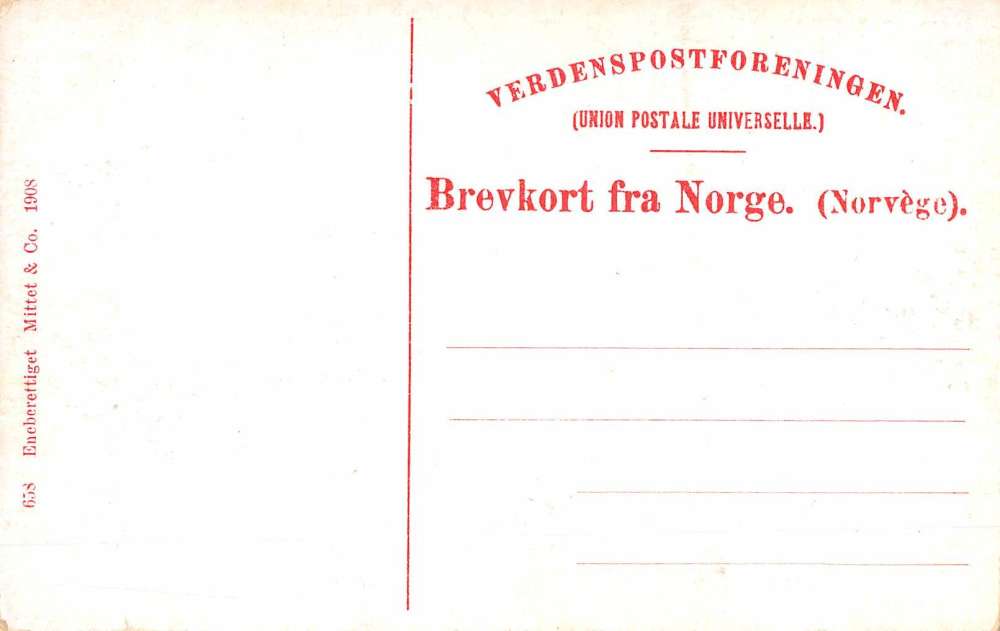 VERDENSPOSTFORENINGEN.
(UNION POSTALE UNIVERSELLE.)
Brevkort fra Norge. (Norvège).
658 Eneberettiget Mittet & Co. 1908